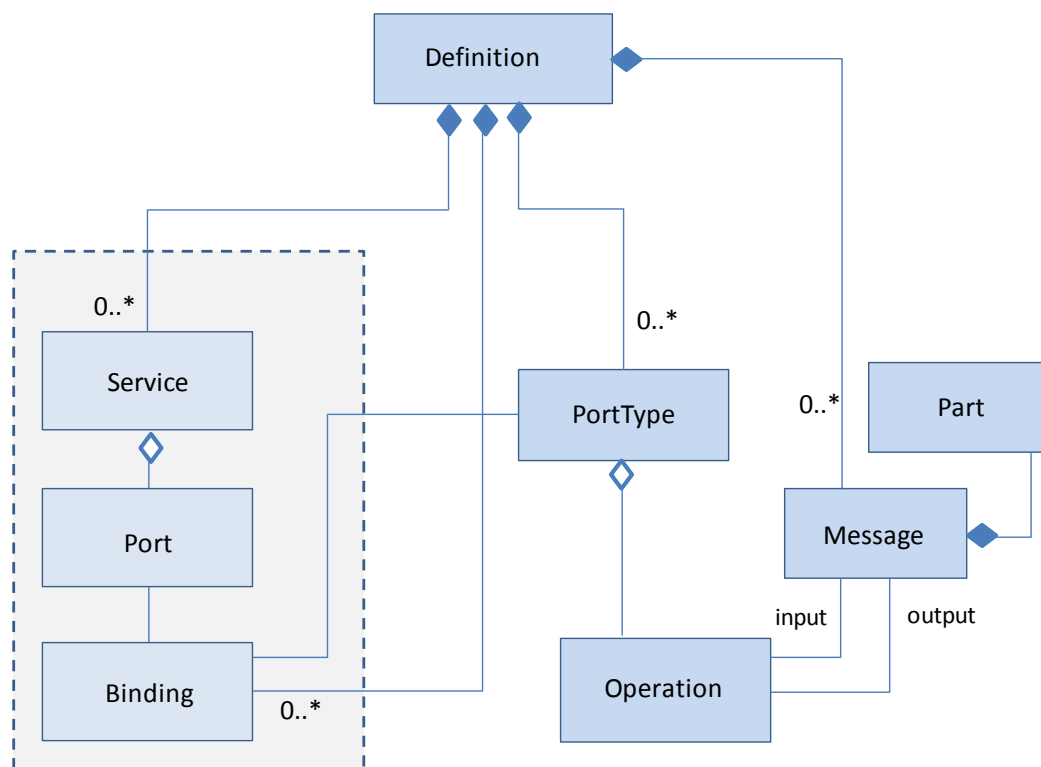 Definition
0..*
0..*
Service
PortType
0..*
Part
Port
Message
input
output
Binding
0..*
Operation